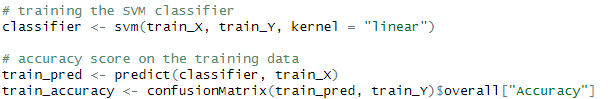 # training the SVM classifier
classifier <- svm(train_X, train_Y, kernel = "linear")
# accuracy score on the training data
train_pred <- predict(classifier, train_X)
train_accuracy <- confusionMatrix(train_pred, train_Y)$overall["Accuracy"]